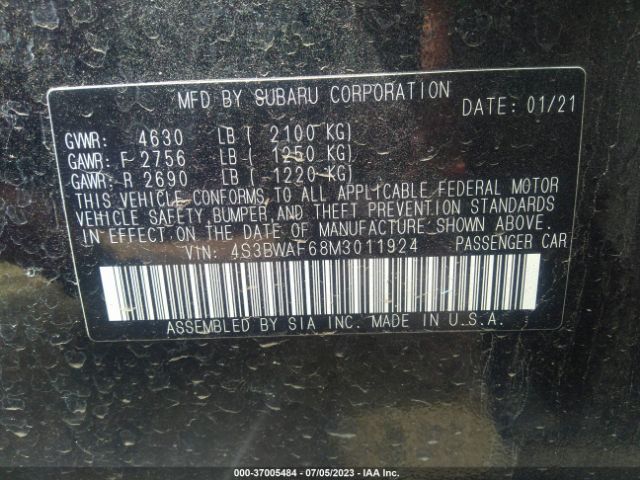 MFD BY SUBARU CORPORATION DATE: 01/21
GVWR: 4630 LB ( 2100 KG)
GAWR: F 2756 LB ( 1250 KG)
GAWR: R 2690 LB ( 1220 KG)
THIS VEHICLE CONFORMS TO ALL APPLICABLE FEDERAL MOTOR
VEHICLE SAFETY, BUMPER, AND THEFT PREVENTION STANDARDS
IN EFFECT ON THE DATE OF MANUFACTURE SHOWN ABOVE.
VIN: 4S3BWAF68M3011924 PASSENGER CAR
ASSEMBLED BY SIA INC. MADE IN U.S.A.
000-37005484 - 07/05/2023 - IAA Inc.